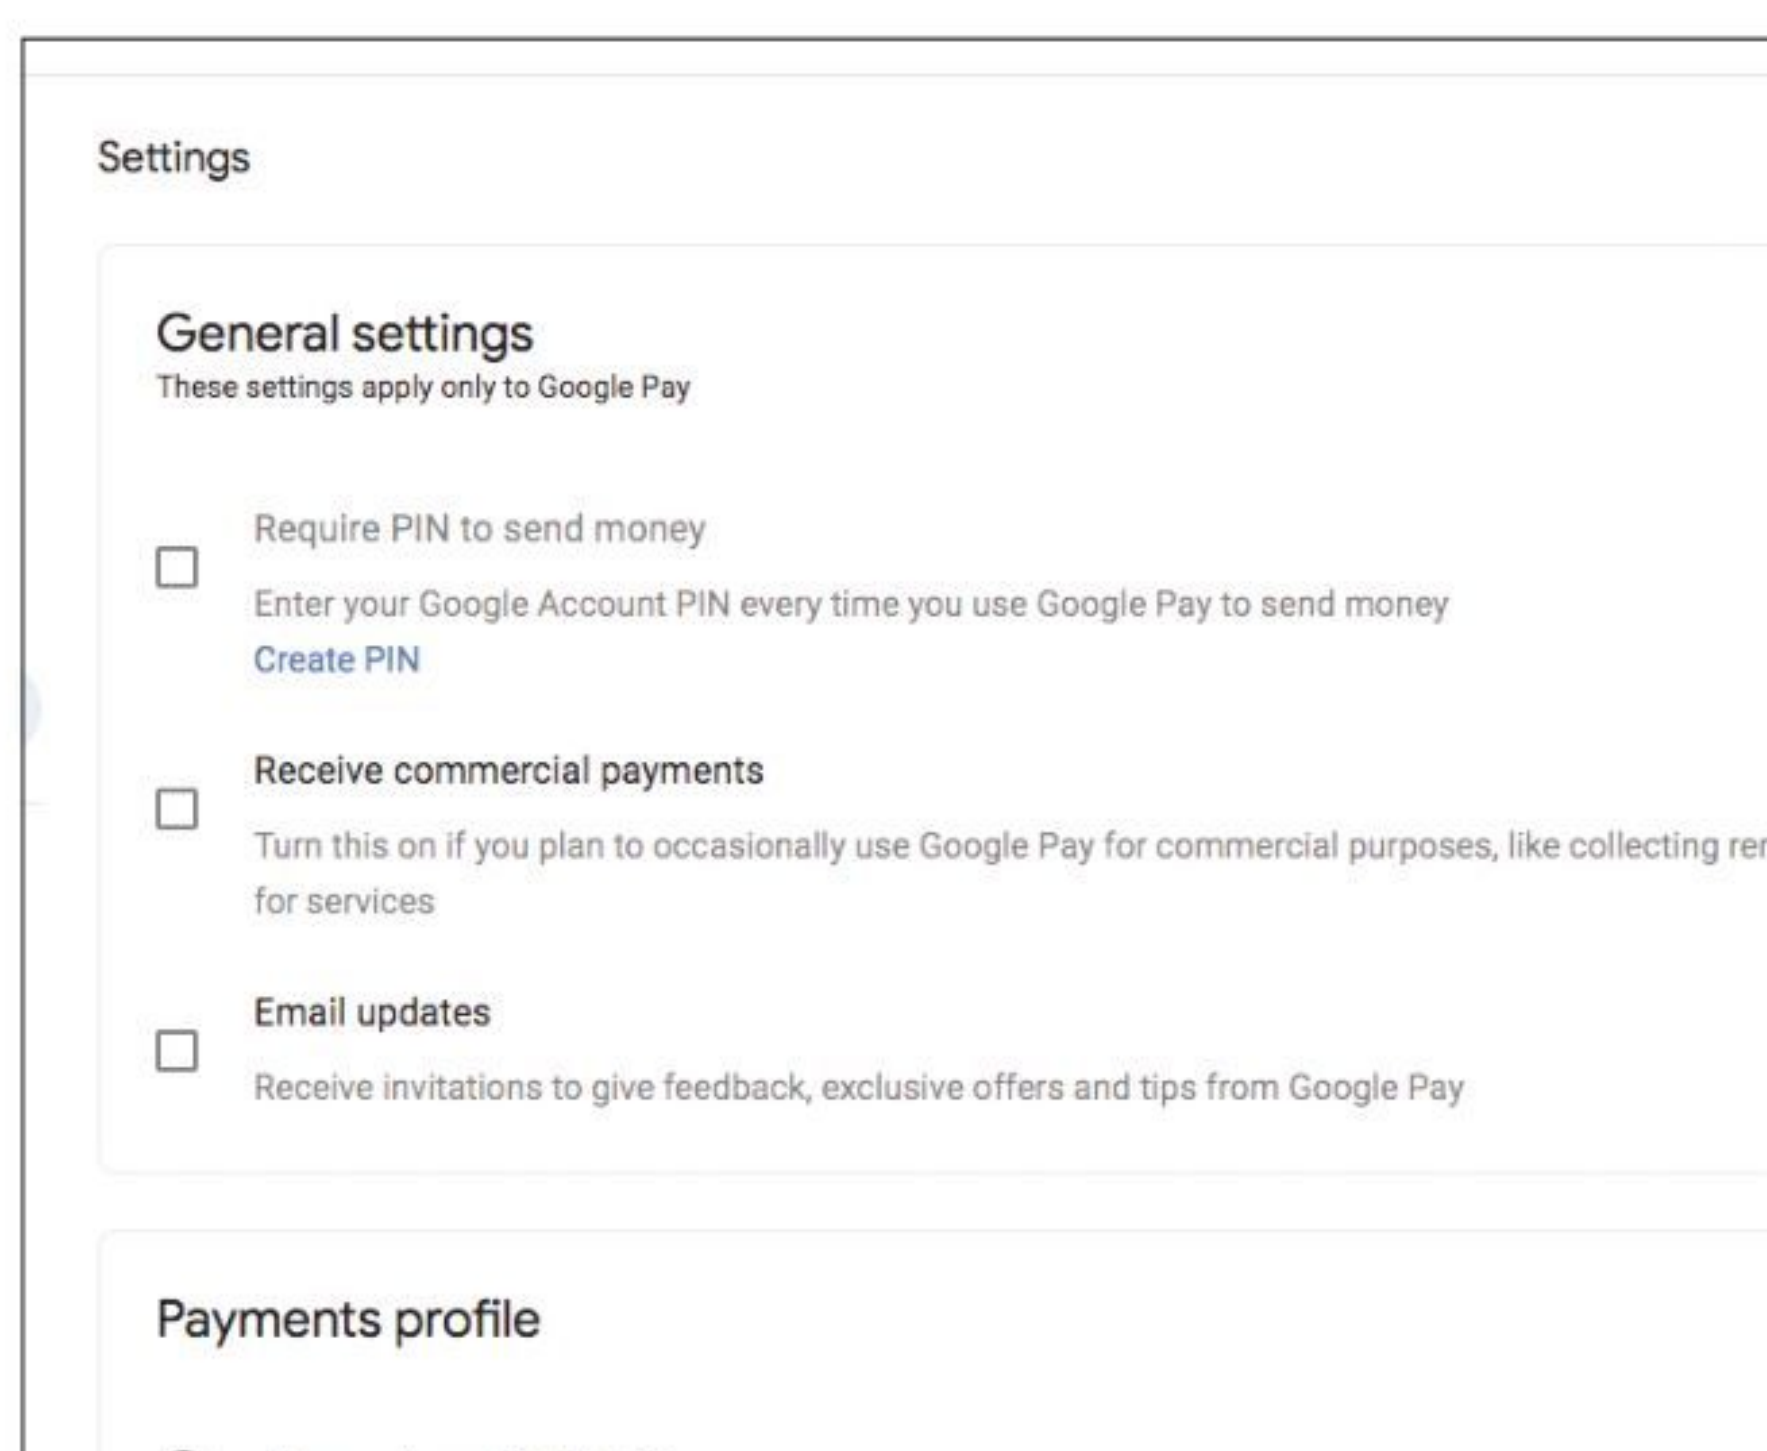 Settings
General settings
These settings apply only to Google Pay
Require PIN to send money
Enter your Google Account PIN every time you use Google Pay to send money
Create PIN
Receive commercial payments
Turn this on if you plan to occasionally use Google Pay for commercial purposes, like collecting
for services
Email updates
Receive invitations to give feedback, exclusive offers and tips from Google Pay
Payments profile